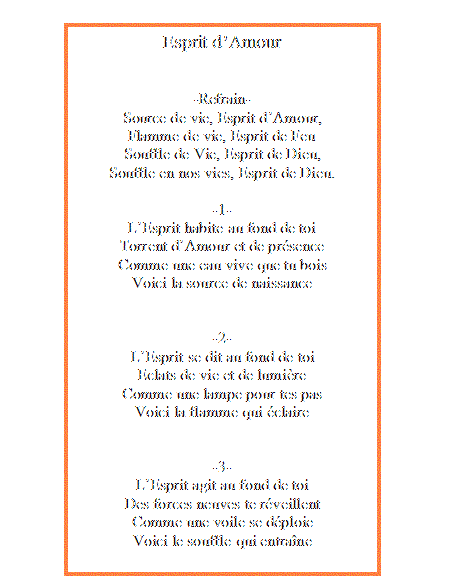 Esprit d'Amour
-Refrain-
Source de vie, Esprit d'Amour,
Flamme de vie, Esprit de Feu
Souffle de Vie, Esprit de Dieu,
Souffle en nos vies, Esprit de Dieu.
-1-
L'Esprit habite au fond de toi
Torrent d'Amour et de présence
Comme une eau vive que tu bois
Voici la source de naissance
-2-
L'Esprit se dit au fond de toi
Eclats de vie et de lumière
Comme une lampe pour tes pas
Voici la flamme qui éclaire
-3-
L'Esprit agit au fond de toi
Des forces neuves te réveillent
Comme une voile se déploie
Voici le souffle qui entraîne